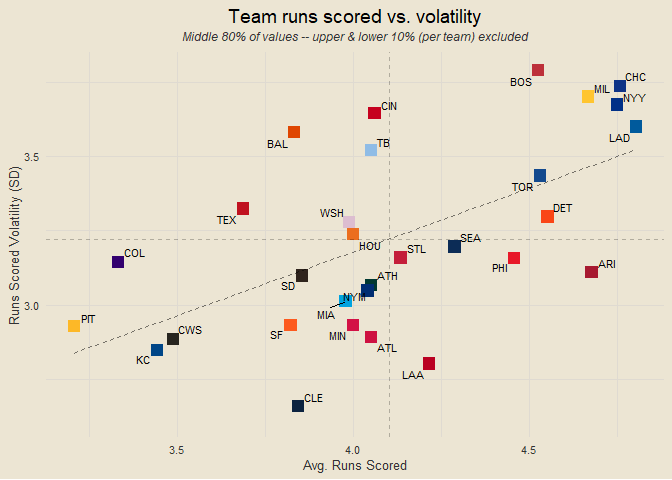 Team runs scored vs. volatility
Middle 80% of values -- upper & lower 10% (per team) excluded
BOS
CHC
MIL
NYY
CIN
LAD
BAL
TB
3.5
TOR
TEX
WSH
DET
HOU
SEA
COL
STL
PHI
ARI
SD
ATH
NYM
3.0
MIA
PIT
CWS
SF
MIN
KC
ATL
LAA
CLE
Runs Scored Volatility (SD)
3.5
4.0
4.5
Avg. Runs Scored